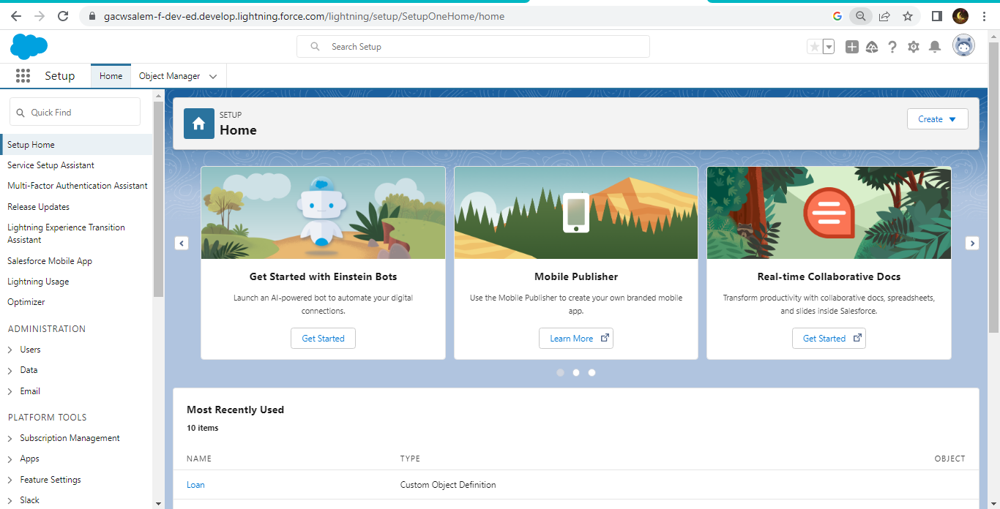 gacwsalem-f-dev-ed.develop.lightning.force.com/lightning/setup/SetupOneHome/home
Search Setup
Setup
Home
Object Manager
Quick Find
Setup Home
Service Setup Assistant
Multi-Factor Authentication Assistant
Release Updates
Lightning Experience Transition
Assistant
Salesforce Mobile App
Lightning Usage
Optimizer
ADMINISTRATION
Users
Data
Email
PLATFORM TOOLS
Subscription Management
Apps
Feature Settings
Slack
SETUP
Home
Create
Get Started with Einstein Bots
Launch an AI-powered bot to automate your digital
connections.
Get Started
Mobile Publisher
Use the Mobile Publisher to create your own branded mobile
app.
Learn More
Real-time Collaborative Docs
Transform productivity with collaborative docs, spreadsheets,
and slides inside Salesforce.
Get Started
Most Recently Used
10 items
NAME TYPE OBJECT
Loan Custom Object Definition